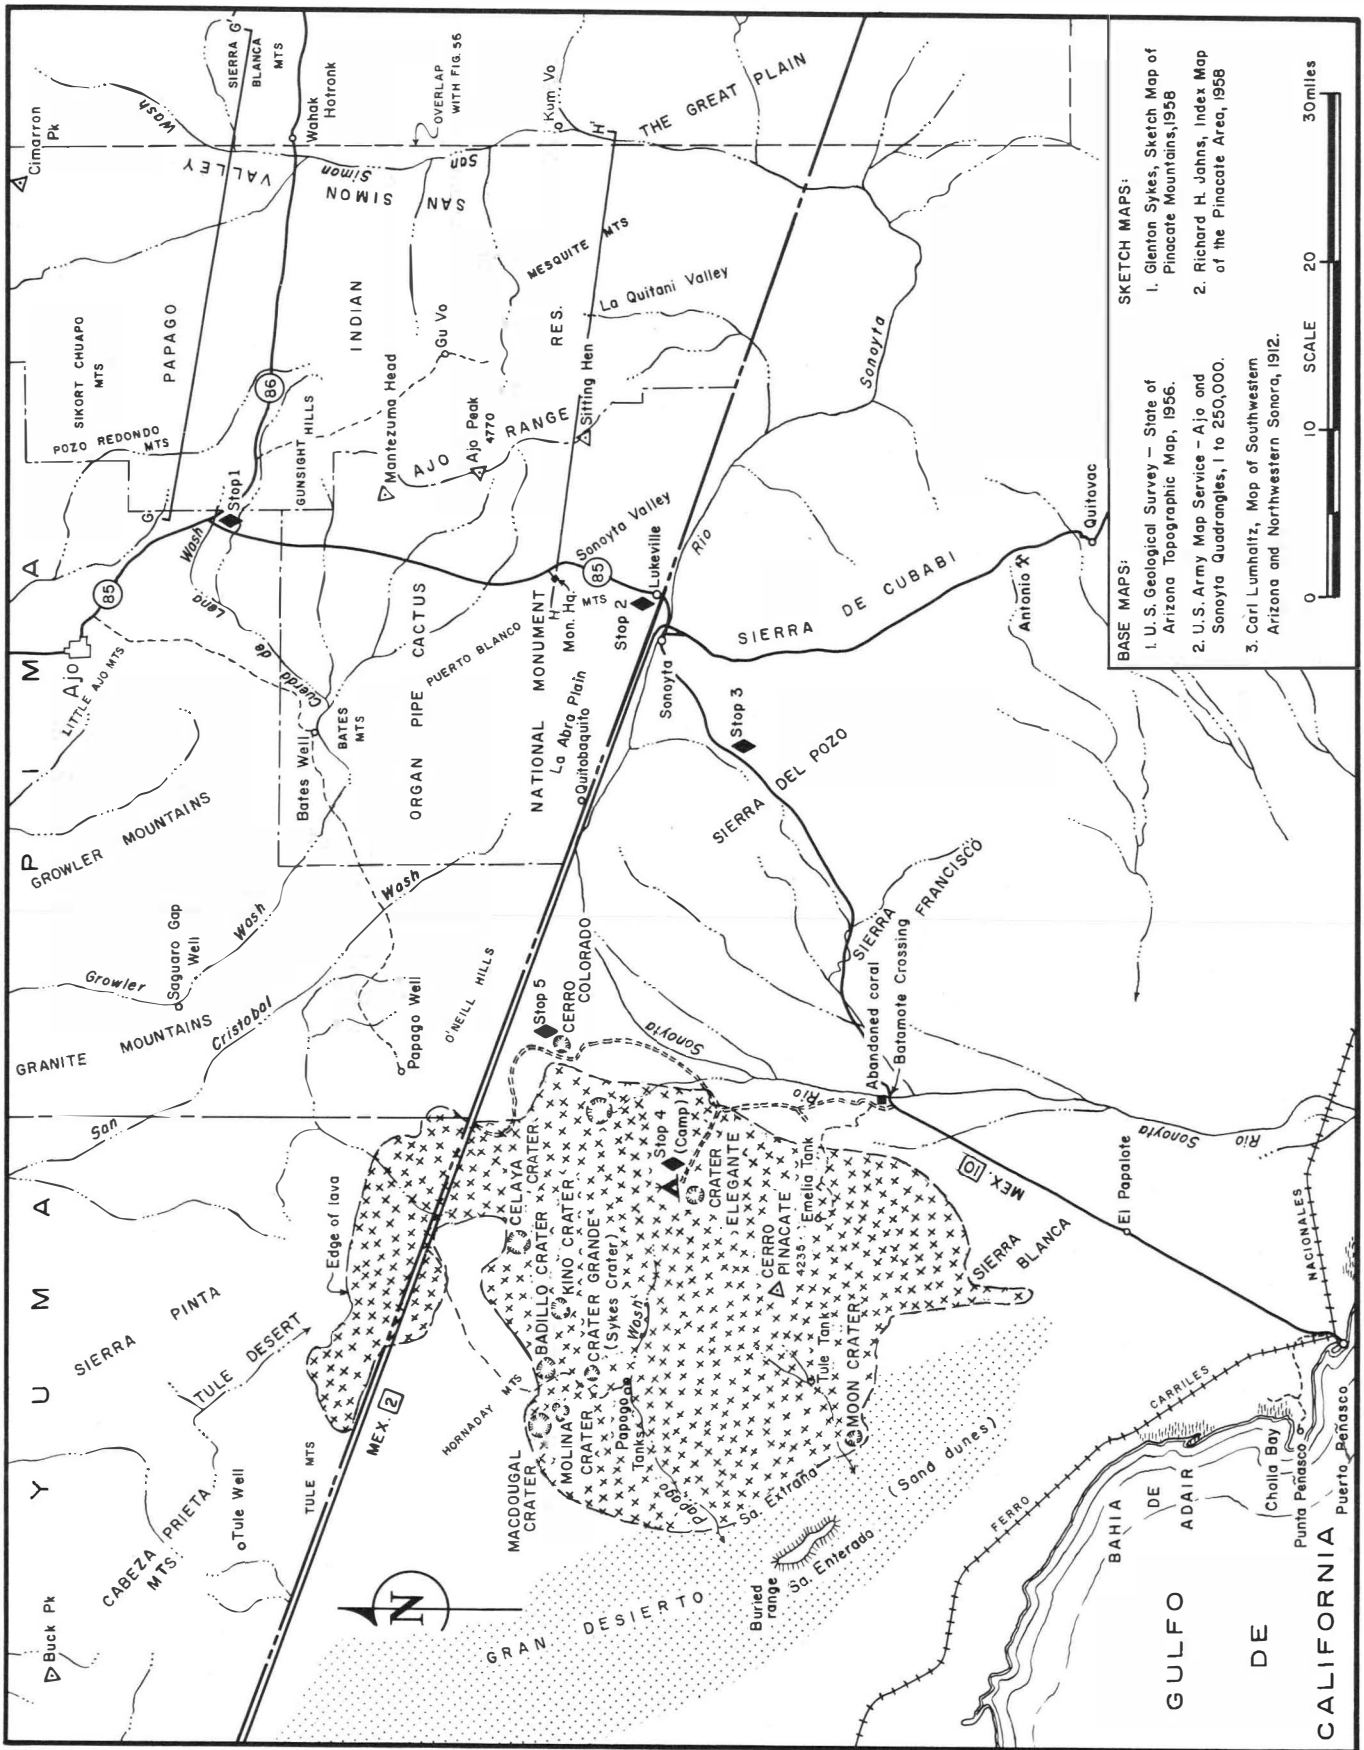 Y U M A
P I M A
Buck Pk
CABEZA PRIETA
MTS
Tule Well
TULE MTS
SIERRA PINTA
TULE DESERT
Edge of lava
San
Cristobal
Wash
GRANITE MOUNTAINS
Growler
Wash
Saguaro Gap
Well
GROWLER MOUNTAINS
Papago Well
O'NEILL HILLS
LITTLE AJO MTS
Ajo
85
Bates Well
BATES
MTS
Cuerda de Lena
Wash
ORGAN PIPE CACTUS
NATIONAL MONUMENT
PUERTO BLANCO
MTS
La Abra Plain
Quitobaquito
Mon. Hq.
H
85
Sonoyta Valley
Lukeville
Stop 2
Stop 1
G
POZO REDONDO
MTS
SIKORT CHUAPO
MTS
PAPAGO
INDIAN
RES.
86
GUNSIGHT
HILLS
Mantezuma Head
Ajo Peak
4770
AJO RANGE
Sitting Hen
Gu Vo
MESQUITE MTS
La Quitani Valley
Cimarron
Pk
Wash
VALLEY
SIERRA
BLANCA
MTS
G'
Wahak
Hotronk
Simon
SAN SIMON
San
OVERLAP
WITH FIG. 56
Kum Vo
H'
THE GREAT PLAIN
MEX. 2
HORNADAY MTS
MACDOUGAL
CRATER
MOLINA
CRATER
BADILLO CRATER
CELAYA
CRATER
KINO CRATER
CRATER GRANDE
(Sykes Crater)
Papago
Tanks
Wash
Papago
Stop 5
CERRO
COLORADO
Stop 4
(Camp)
CRATER
ELEGANTE
CERRO
PINACATE
4235
Emelia Tank
Tule Tank
MOON CRATER
Sa. Extraña
SIERRA
BLANCA
Rio
Sonoyta
Abandoned coral
Batamote Crossing
SIERRA
FRANCISCO
SIERRA DEL POZO
Stop 3
Sonoyta
Rio
Sonoyta
SIERRA DE CUBABI
Antonio
Quitovac
GRAN DESIERTO
Buried
range
Sa. Enterada
(Sand dunes)
MEX. 10
El Papalote
Rio
Sonoyta
FERRO
CARRILES
NACIONALES
BAHIA
DE
ADAIR
Cholla Bay
Punta Peñasco
Puerto Peñasco
GULFO
DE
CALIFORNIA
N
BASE MAPS:
1. U.S. Geological Survey – State of
Arizona Topographic Map, 1956.
2. U.S. Army Map Service – Ajo and
Sonoyta Quadrangles, 1 to 250,000.
3. Carl Lumhaltz, Map of Southwestern
Arizona and Northwestern Sonora, 1912.
SKETCH MAPS:
1. Glenton Sykes, Sketch Map of
Pinacate Mountains, 1958
2. Richard H. Jahns, Index Map
of the Pinacate Area, 1958
SCALE
0 10 20 30 miles